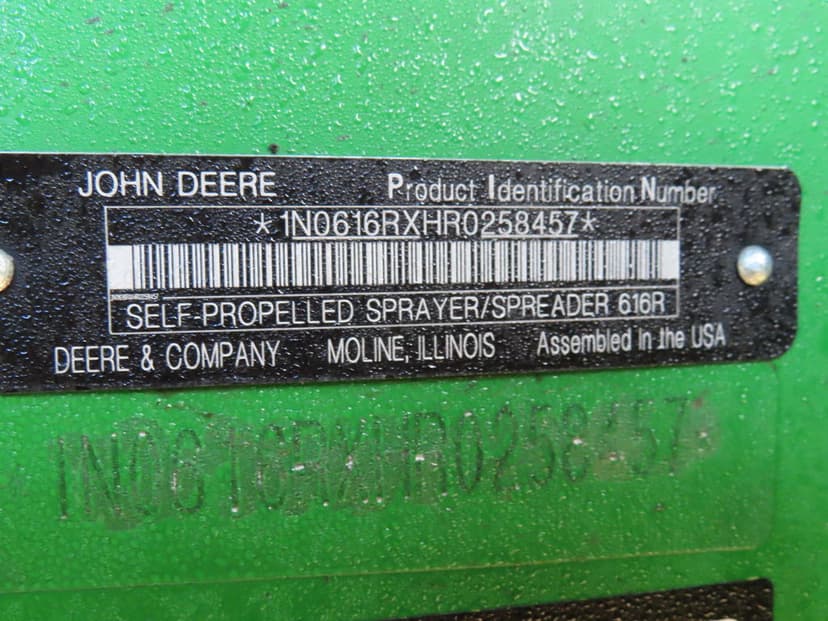 JOHN DEERE Product Identification Number
*1N0616RXHR0258457*
SELF-PROPELLED SPRAYER/SPREADER 616R
DEERE & COMPANY MOLINE, ILLINOIS Assembled in the USA
1N0616RXHR0258457